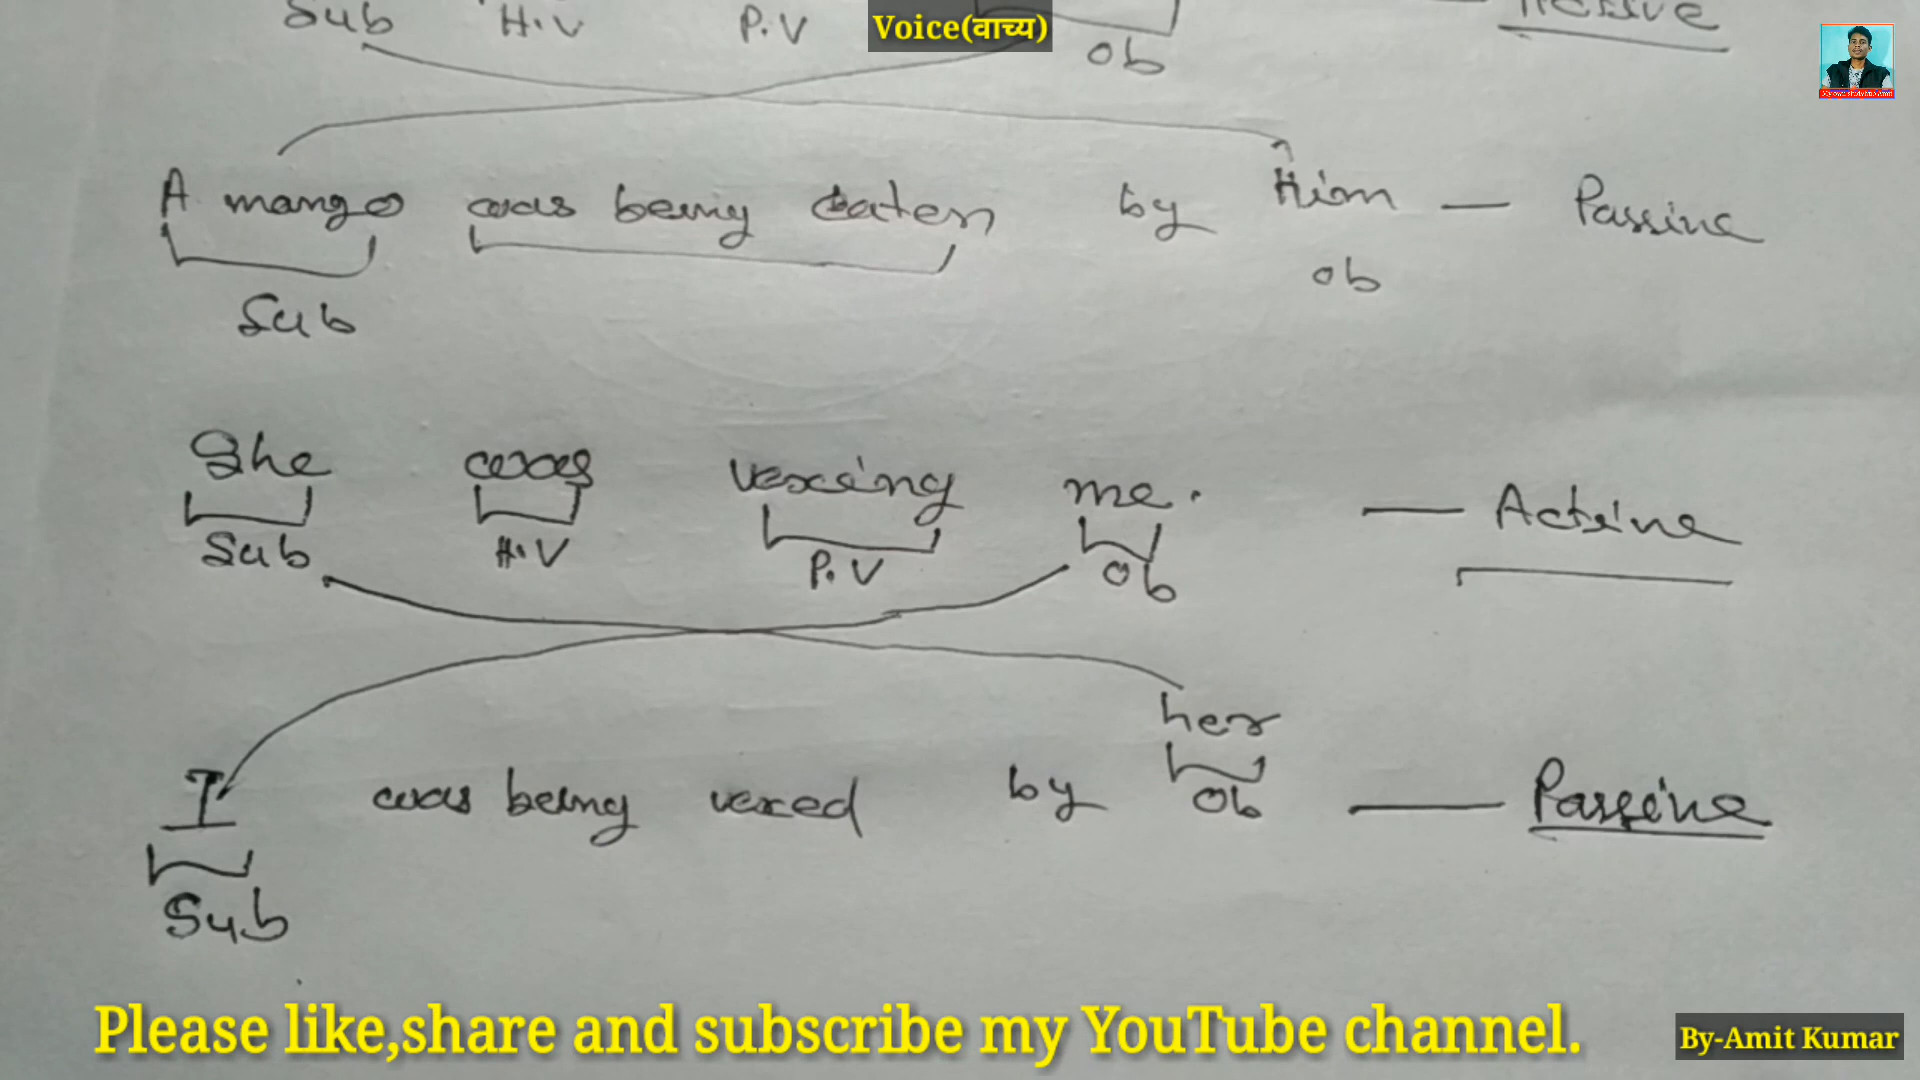 Voice(वाच्य)
Sub H.V P.V ob
A mango was being eaten by Him — Passive
Sub ob
She was vexing me. — Active
Sub H.V P.V Ob
her
I was being vexed by Ob — Passive
Sub
Please like,share and subscribe my YouTube channel.
By-Amit Kumar